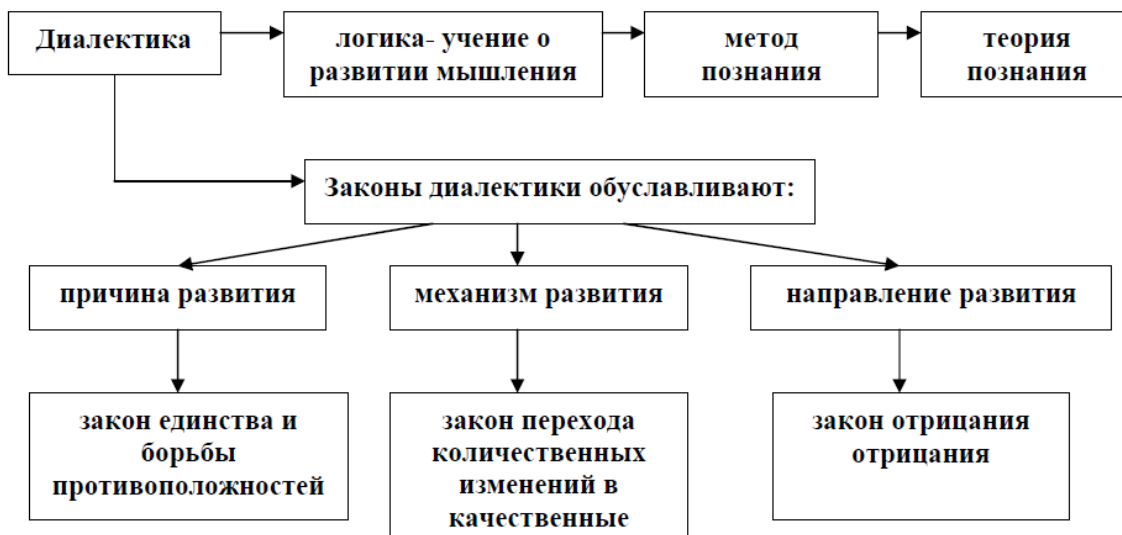 Диалектика
логика- учение о
развитии мышления
метод
познания
теория
познания
Законы диалектики обуславливают:
причина развития
механизм развития
направление развития
закон единства и
борьбы
противоположностей
закон перехода
количественных
изменений в
качественные
закон отрицания
отрицания